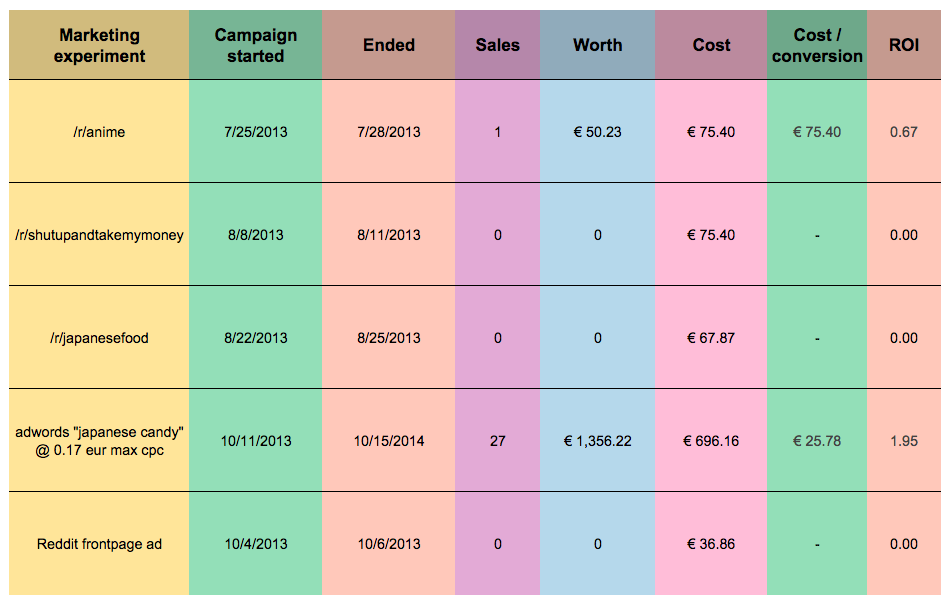 Marketing experiment Campaign started Ended Sales Worth Cost Cost / conversion ROI
/r/anime 7/25/2013 7/28/2013 1 € 50.23 € 75.40 € 75.40 0.67
/r/shutupandtakemymoney 8/8/2013 8/11/2013 0 0 € 75.40 - 0.00
/r/japanesefood 8/22/2013 8/25/2013 0 0 € 67.87 - 0.00
adwords "japanese candy" @ 0.17 eur max cpc 10/11/2013 10/15/2014 27 € 1,356.22 € 696.16 € 25.78 1.95
Reddit frontpage ad 10/4/2013 10/6/2013 0 0 € 36.86 - 0.00